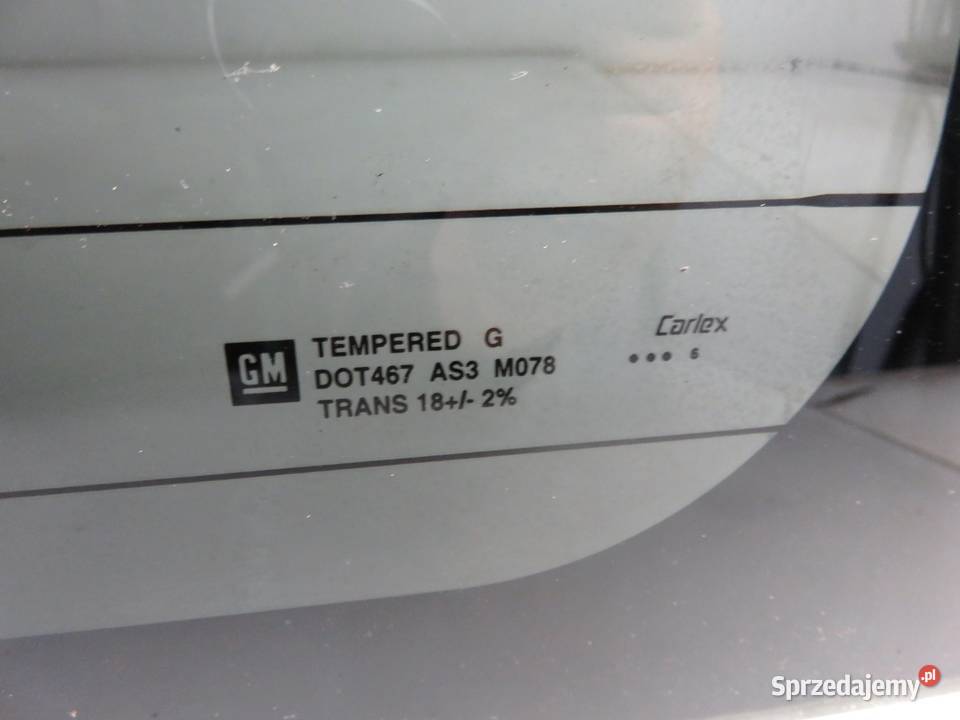 GM
TEMPERED G
DOT467 AS3 M078
TRANS 18+/- 2%
Carlex
••• 6
Sprzedajemy.pl